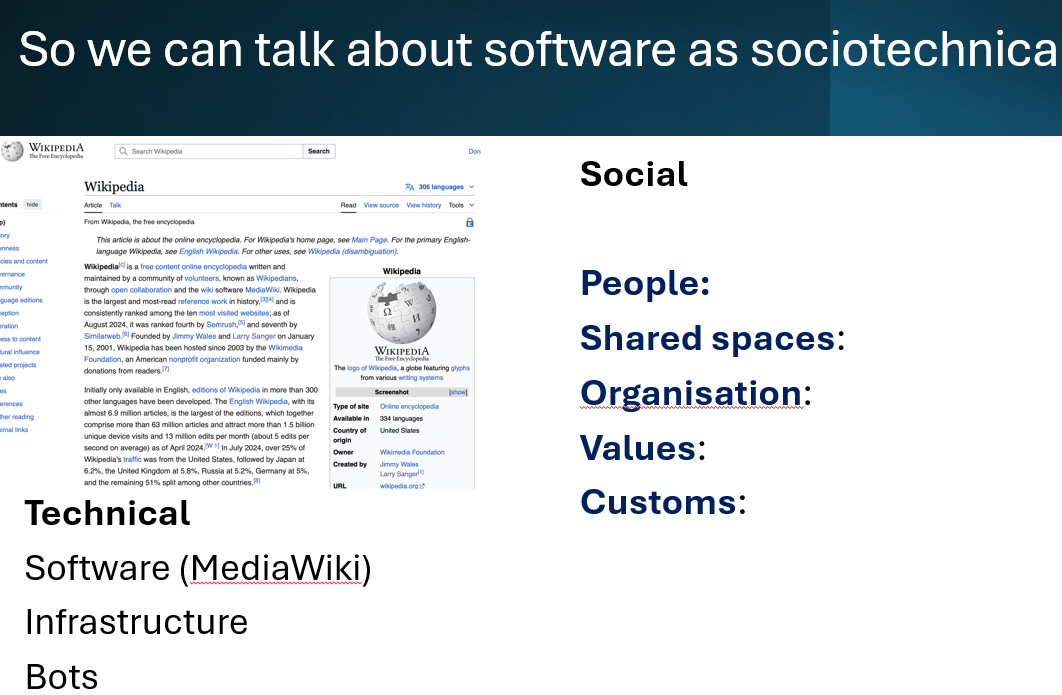 So we can talk about software as sociotechnica
WIKIPEDIA
The Free Encyclopedia
Search Wikipedia
Search
Don
Wikipedia
306 languages
Article Talk
Read View source View history Tools
From Wikipedia, the free encyclopedia
This article is about the online encyclopedia. For Wikipedia's home page, see Main Page. For the primary English-
language Wikipedia, see English Wikipedia. For other uses, see Wikipedia (disambiguation).
ntents hide
p)
ory
enness
cies and content
vernance
mmunity
guage editions
ception
eration
ess to content
tural influence
ated projects
also
es
erences
ther reading
ernal links
Wikipedia[c] is a free content online encyclopedia written and
maintained by a community of volunteers, known as Wikipedians,
through open collaboration and the wiki software MediaWiki. Wikipedia
is the largest and most-read reference work in history,[3][4] and is
consistently ranked among the ten most visited websites; as of
August 2024, it was ranked fourth by Semrush,[5] and seventh by
Similarweb.[6] Founded by Jimmy Wales and Larry Sanger on January
15, 2001, Wikipedia has been hosted since 2003 by the Wikimedia
Foundation, an American nonprofit organization funded mainly by
donations from readers.[7]
Initially only available in English, editions of Wikipedia in more than 300
other languages have been developed. The English Wikipedia, with its
almost 6.9 million articles, is the largest of the editions, which together
comprise more than 63 million articles and attract more than 1.5 billion
unique device visits and 13 million edits per month (about 5 edits per
second on average) as of April 2024.[W 1] In July 2024, over 25% of
Wikipedia's traffic was from the United States, followed by Japan at
6.2%, the United Kingdom at 5.8%, Russia at 5.2%, Germany at 5%,
and the remaining 51% split among other countries.[8]
Wikipedia
WIKIPEDIA
The Free Encyclopedia
The logo of Wikipedia, a globe featuring glyphs
from various writing systems
Screenshot [show]
Type of site Online encyclopedia
Available in 334 languages
Country of United States
origin
Owner Wikimedia Foundation
Created by Jimmy Wales
Larry Sanger[1]
URL wikipedia.org
Technical
Software (MediaWiki)
Infrastructure
Bots
Social
People:
Shared spaces:
Organisation:
Values:
Customs: